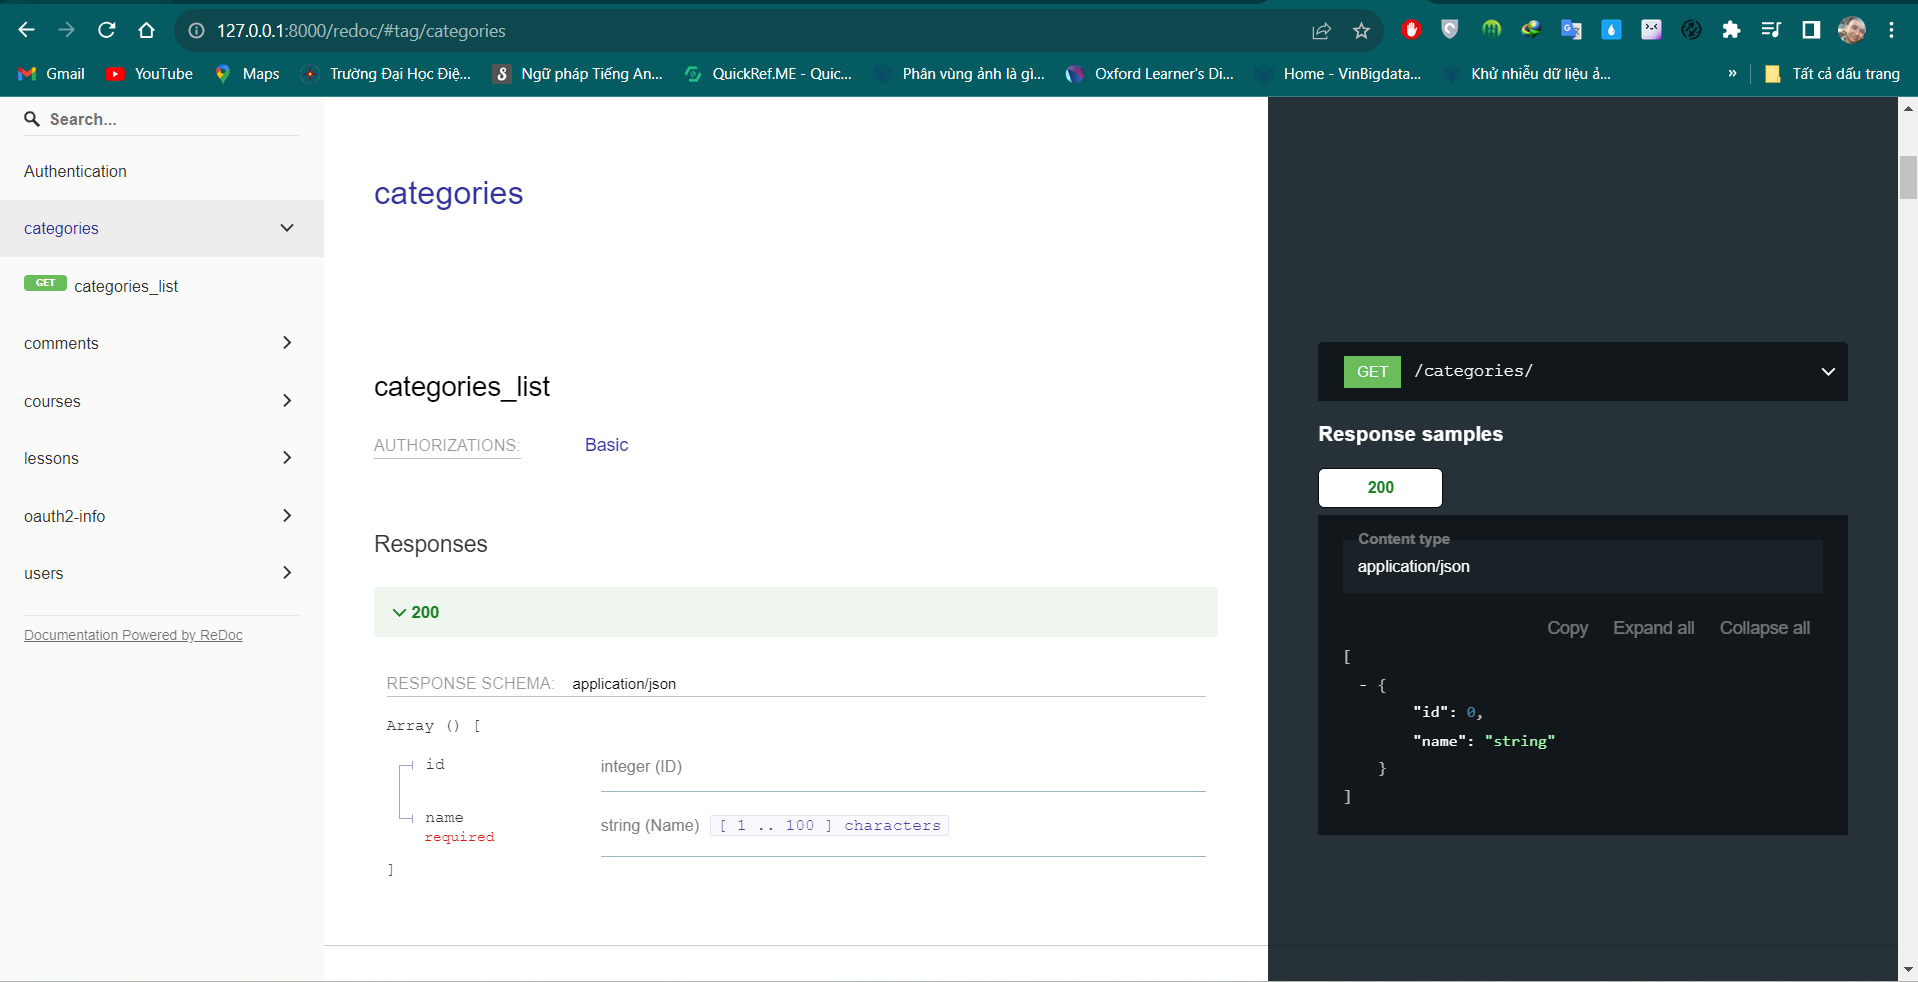 127.0.0.1:8000/redoc/#tag/categories
Gmail YouTube Maps Trường Đại Học Điệ... Ngữ pháp Tiếng An... QuickRef.ME - Quic... Phân vùng ảnh là gì... Oxford Learner's Di... Home - VinBigdata... Khử nhiễu dữ liệu ả... » Tất cả dấu trang
Search...
Authentication
categories
GET categories_list
comments
courses
lessons
oauth2-info
users
Documentation Powered by ReDoc
categories
categories_list
AUTHORIZATIONS: Basic
Responses
200
RESPONSE SCHEMA: application/json
Array () [
id integer (ID)
name string (Name) [ 1 .. 100 ] characters
required
]
GET /categories/
Response samples
200
Content type
application/json
Copy Expand all Collapse all
[
- {
"id": 0,
"name": "string"
}
]